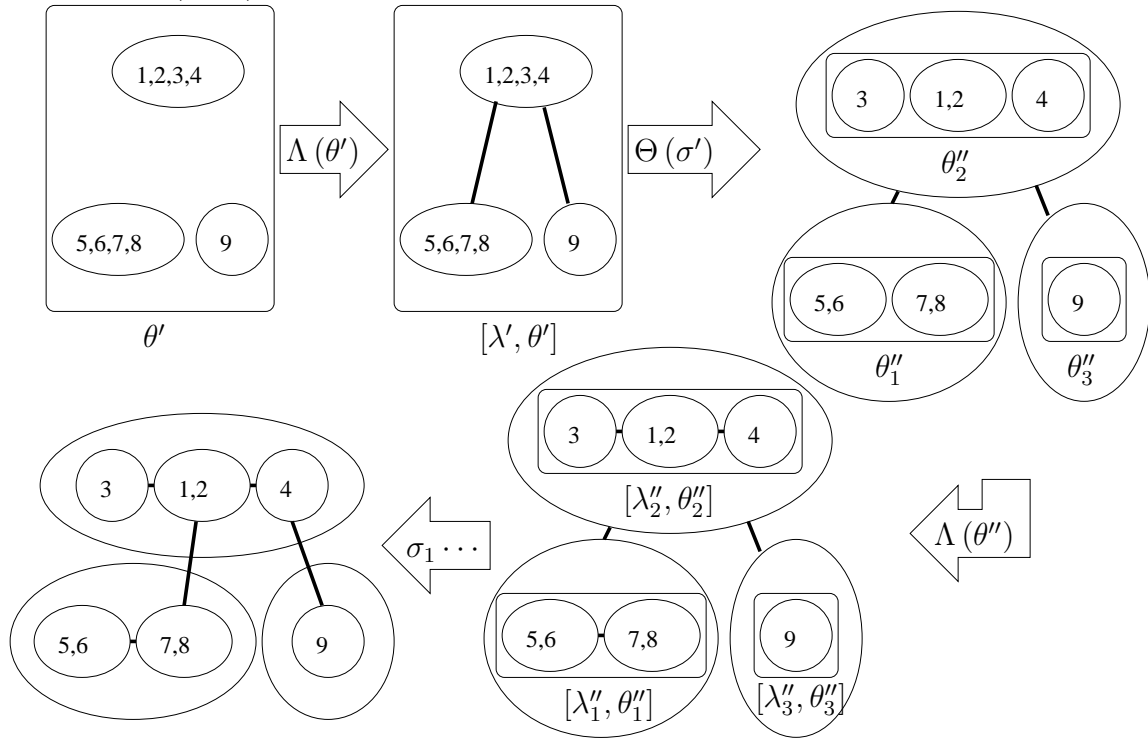 1,2,3,4
5,6,7,8
9
θ′
Λ (θ′)
1,2,3,4
5,6,7,8
9
[λ′, θ′]
Θ (σ′)
3
1,2
4
θ″₂
5,6
7,8
θ″₁
9
θ″₃
Λ (θ″)
3
1,2
4
[λ″₂, θ″₂]
5,6
7,8
[λ″₁, θ″₁]
9
[λ″₃, θ″₃]
σ₁ ⋯
3
1,2
4
5,6
7,8
9